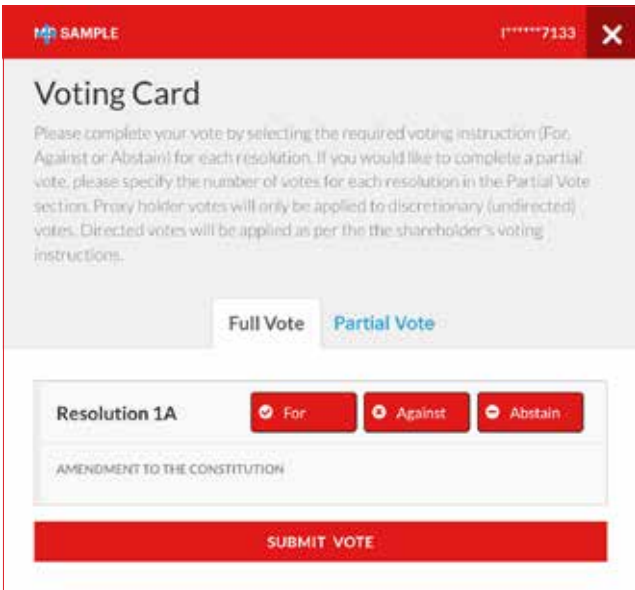 MR SAMPLE
I******7133
Voting Card
Please complete your vote by selecting the required voting instruction (For,
Against or Abstain) for each resolution. If you would like to complete a partial
vote, please specify the number of votes for each resolution in the Partial Vote
section. Proxy holder votes will only be applied to discretionary (undirected)
votes. Directed votes will be applied as per the the shareholder's voting
instructions.
Full Vote Partial Vote
Resolution 1A For Against Abstain
AMENDMENT TO THE CONSTITUTION
SUBMIT VOTE